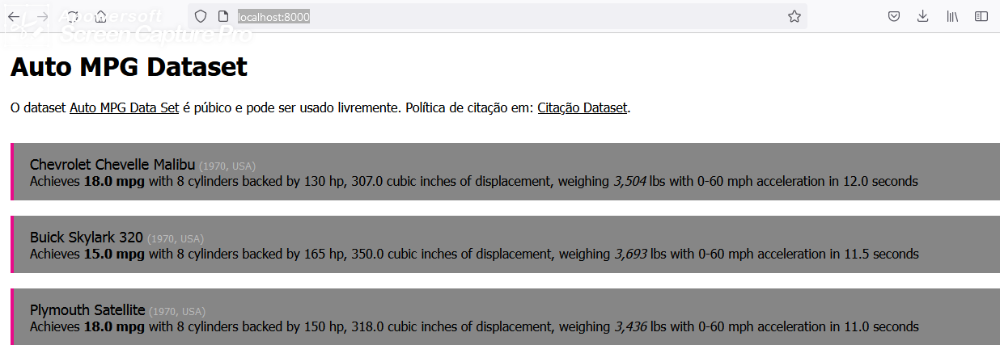 Apowersoft
Screen Capture Pro
localhost:8000
Auto MPG Dataset
O dataset Auto MPG Data Set é púbico e pode ser usado livremente. Política de citação em: Citação Dataset.
Chevrolet Chevelle Malibu (1970, USA)
Achieves 18.0 mpg with 8 cylinders backed by 130 hp, 307.0 cubic inches of displacement, weighing 3,504 lbs with 0-60 mph acceleration in 12.0 seconds
Buick Skylark 320 (1970, USA)
Achieves 15.0 mpg with 8 cylinders backed by 165 hp, 350.0 cubic inches of displacement, weighing 3,693 lbs with 0-60 mph acceleration in 11.5 seconds
Plymouth Satellite (1970, USA)
Achieves 18.0 mpg with 8 cylinders backed by 150 hp, 318.0 cubic inches of displacement, weighing 3,436 lbs with 0-60 mph acceleration in 11.0 seconds